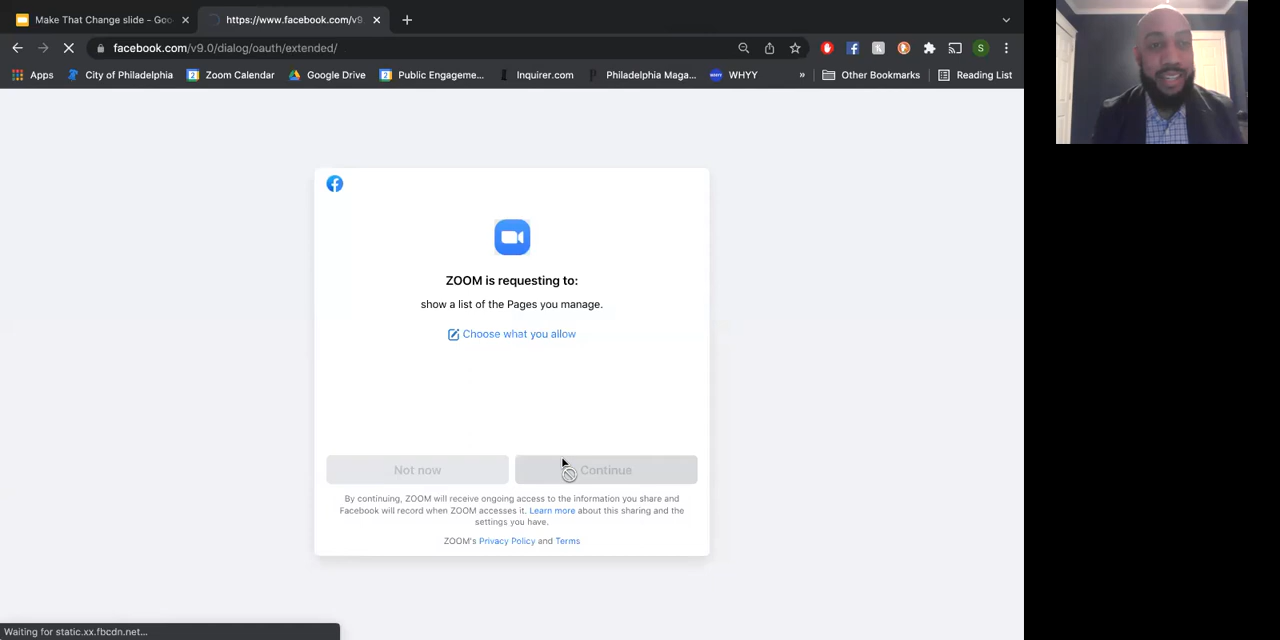 Make That Change slide - Goo
https://www.facebook.com/v9
facebook.com/v9.0/dialog/oauth/extended/
S
Apps
City of Philadelphia
Zoom Calendar
Google Drive
Public Engageme...
Inquirer.com
Philadelphia Maga...
WHYY
»
Other Bookmarks
Reading List
ZOOM is requesting to:
show a list of the Pages you manage.
Choose what you allow
Not now
Continue
By continuing, ZOOM will receive ongoing access to the information you share and
Facebook will record when ZOOM accesses it. Learn more about this sharing and the
settings you have.
ZOOM's Privacy Policy and Terms
Waiting for static.xx.fbcdn.net...